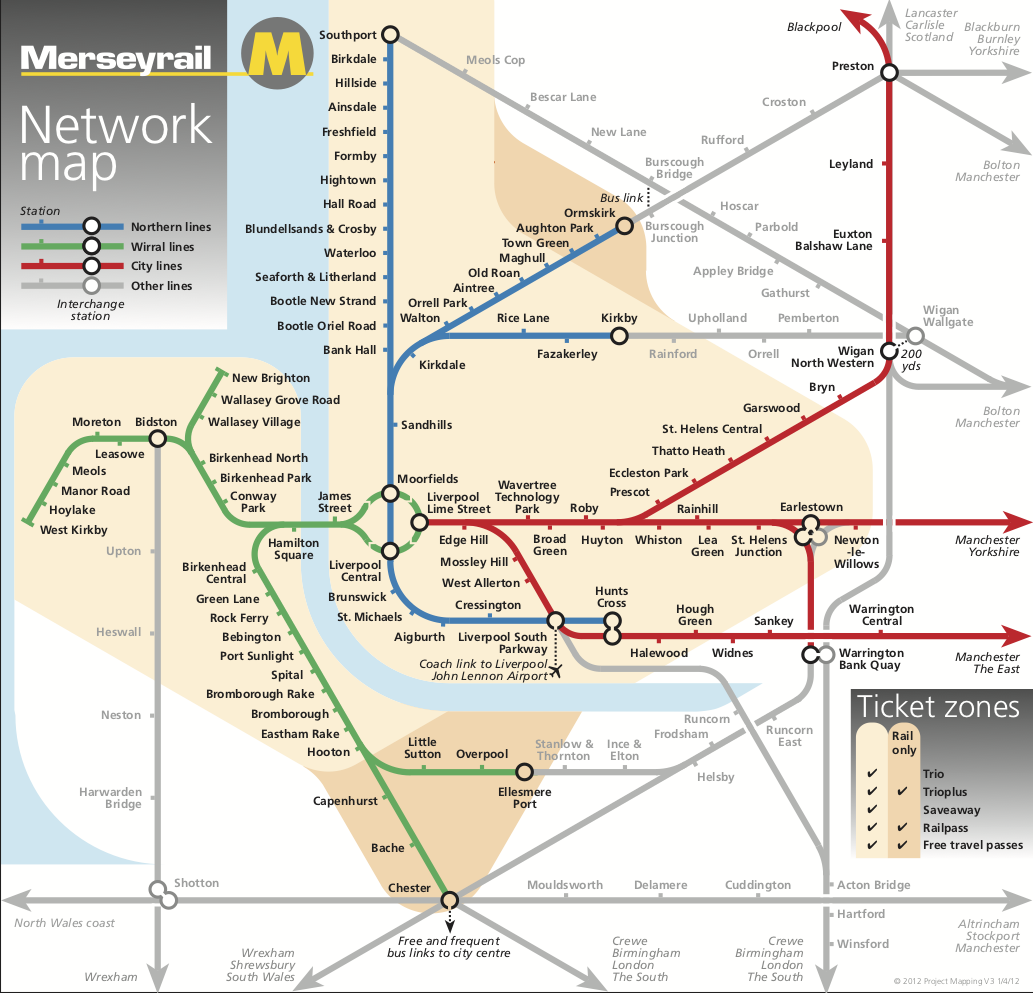 Merseyrail
M
Network
map
Station
Northern lines
Wirral lines
City lines
Other lines
Interchange
station
Southport
Birkdale
Hillside
Ainsdale
Freshfield
Formby
Hightown
Hall Road
Blundellsands & Crosby
Waterloo
Seaforth & Litherland
Bootle New Strand
Bootle Oriel Road
Bank Hall
Sandhills
Moorfields
Meols Cop
Bescar Lane
New Lane
Burscough
Bridge
Bus link
Hoscar
Parbold
Appley Bridge
Gathurst
Wigan
Wallgate
Blackpool
Lancaster
Carlisle
Scotland
Blackburn
Burnley
Yorkshire
Preston
Croston
Rufford
Burscough
Junction
Bolton
Manchester
Leyland
Euxton
Balshaw Lane
Ormskirk
Aughton Park
Town Green
Maghull
Old Roan
Aintree
Orrell Park
Walton
Kirkdale
Rice Lane
Fazakerley
Kirkby
Rainford
Upholland
Orrell
Pemberton
Wigan
North Western
200
yds
Bolton
Manchester
Bryn
Garswood
St. Helens Central
Thatto Heath
Eccleston Park
Prescot
New Brighton
Wallasey Grove Road
Wallasey Village
Moreton
Bidston
Leasowe
Meols
Manor Road
Hoylake
West Kirkby
Birkenhead North
Birkenhead Park
Conway
Park
James
Street
Hamilton
Square
Liverpool
Lime Street
Liverpool
Central
Edge Hill
Wavertree
Technology
Park
Broad
Green
Roby
Huyton
Whiston
Rainhill
Lea
Green
St. Helens
Junction
Earlestown
Newton
-le-
Willows
Manchester
Yorkshire
Mossley Hill
West Allerton
Hunts
Cross
Brunswick
St. Michaels
Aigburth
Cressington
Liverpool South
Parkway
Coach link to Liverpool
John Lennon Airport
Halewood
Hough
Green
Widnes
Sankey
Warrington
Central
Manchester
The East
Warrington
Bank Quay
Birkenhead
Central
Green Lane
Rock Ferry
Bebington
Port Sunlight
Spital
Bromborough Rake
Bromborough
Eastham Rake
Hooton
Little
Sutton
Overpool
Ellesmere
Port
Stanlow &
Thornton
Ince &
Elton
Helsby
Frodsham
Runcorn
Runcorn
East
Capenhurst
Bache
Chester
Free and frequent
bus links to city centre
Upton
Heswall
Neston
Harwarden
Bridge
Shotton
North Wales coast
Wrexham
Wrexham
Shrewsbury
South Wales
Mouldsworth
Delamere
Cuddington
Acton Bridge
Hartford
Winsford
Crewe
Birmingham
London
The South
Crewe
Birmingham
London
The South
Altrincham
Stockport
Manchester
Ticket zones
Rail
only
✔ Trio
✔ ✔ Trioplus
✔ Saveaway
✔ ✔ Railpass
✔ ✔ Free travel passes
© 2012 Project Mapping V3 1/4/12